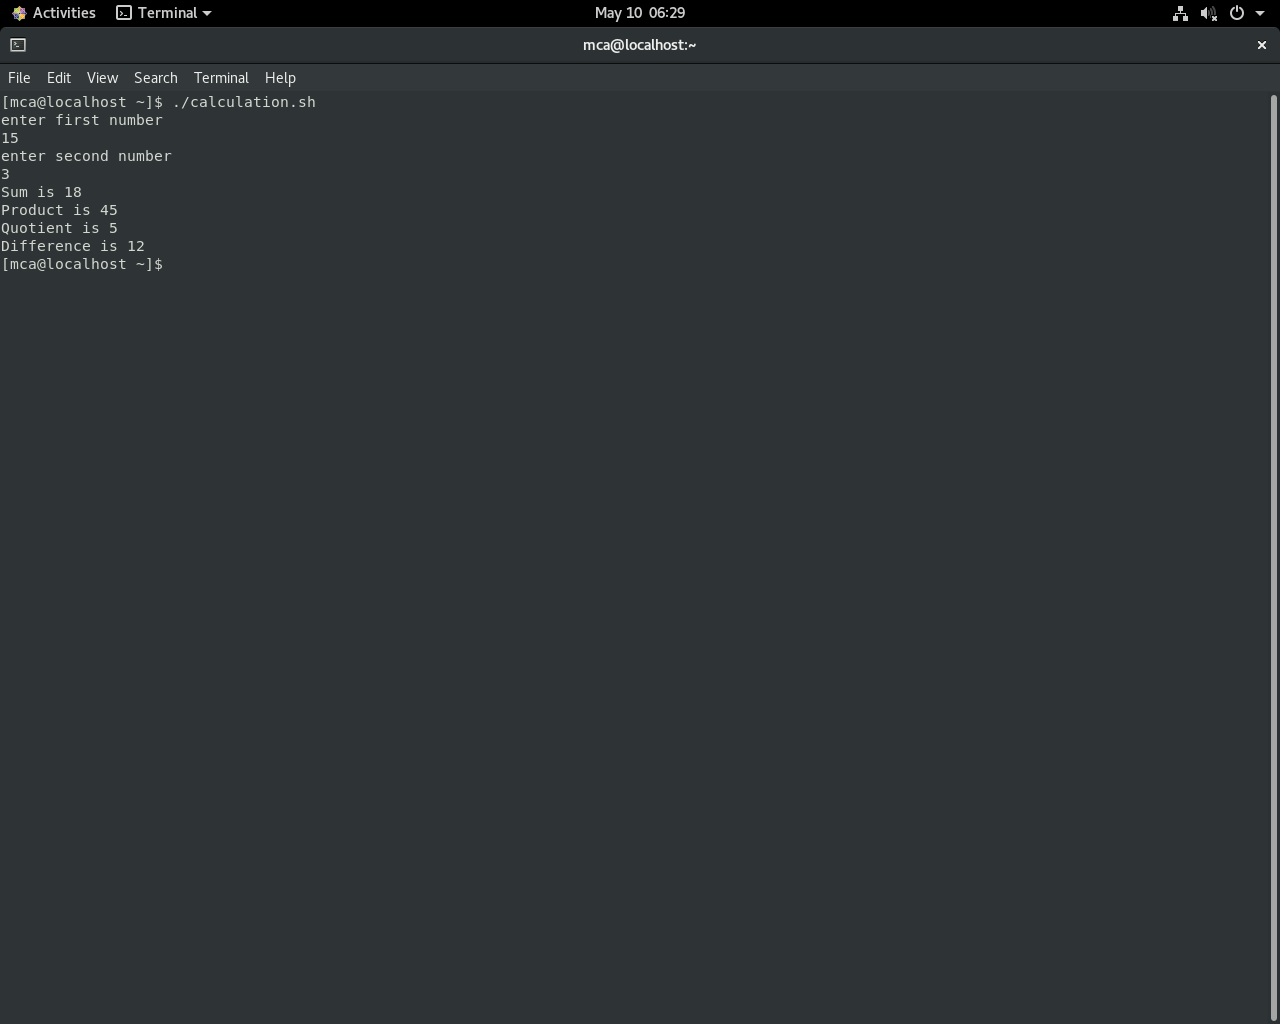 Activities Terminal May 10 06:29
mca@localhost:~
File Edit View Search Terminal Help
[mca@localhost ~]$ ./calculation.sh
enter first number
15
enter second number
3
Sum is 18
Product is 45
Quotient is 5
Difference is 12
[mca@localhost ~]$